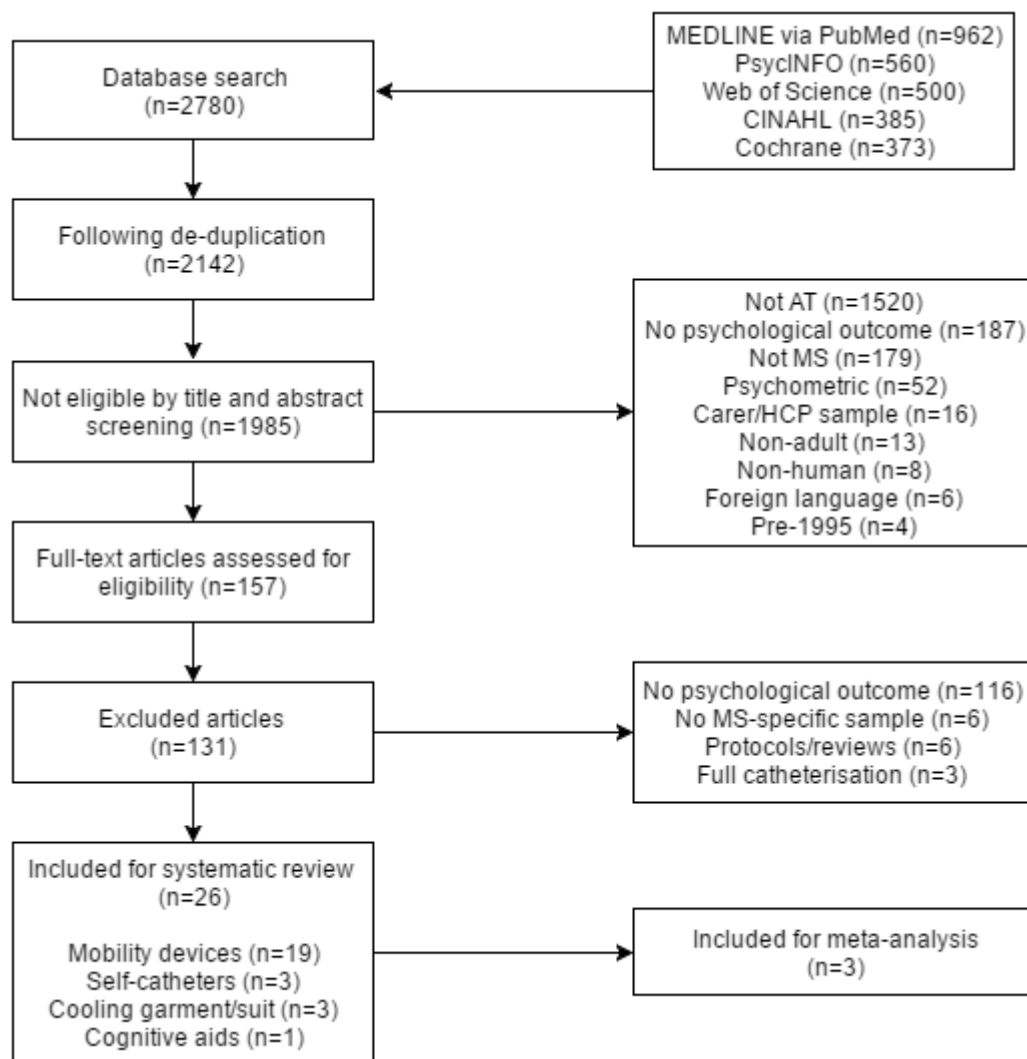 Database search
(n=2780)
MEDLINE via PubMed (n=962)
PsycINFO (n=560)
Web of Science (n=500)
CINAHL (n=385)
Cochrane (n=373)
Following de-duplication
(n=2142)
Not eligible by title and abstract
screening (n=1985)
Not AT (n=1520)
No psychological outcome (n=187)
Not MS (n=179)
Psychometric (n=52)
Carer/HCP sample (n=16)
Non-adult (n=13)
Non-human (n=8)
Foreign language (n=6)
Pre-1995 (n=4)
Full-text articles assessed for
eligibility (n=157)
Excluded articles
(n=131)
No psychological outcome (n=116)
No MS-specific sample (n=6)
Protocols/reviews (n=6)
Full catheterisation (n=3)
Included for systematic review
(n=26)
Mobility devices (n=19)
Self-catheters (n=3)
Cooling garment/suit (n=3)
Cognitive aids (n=1)
Included for meta-analysis
(n=3)